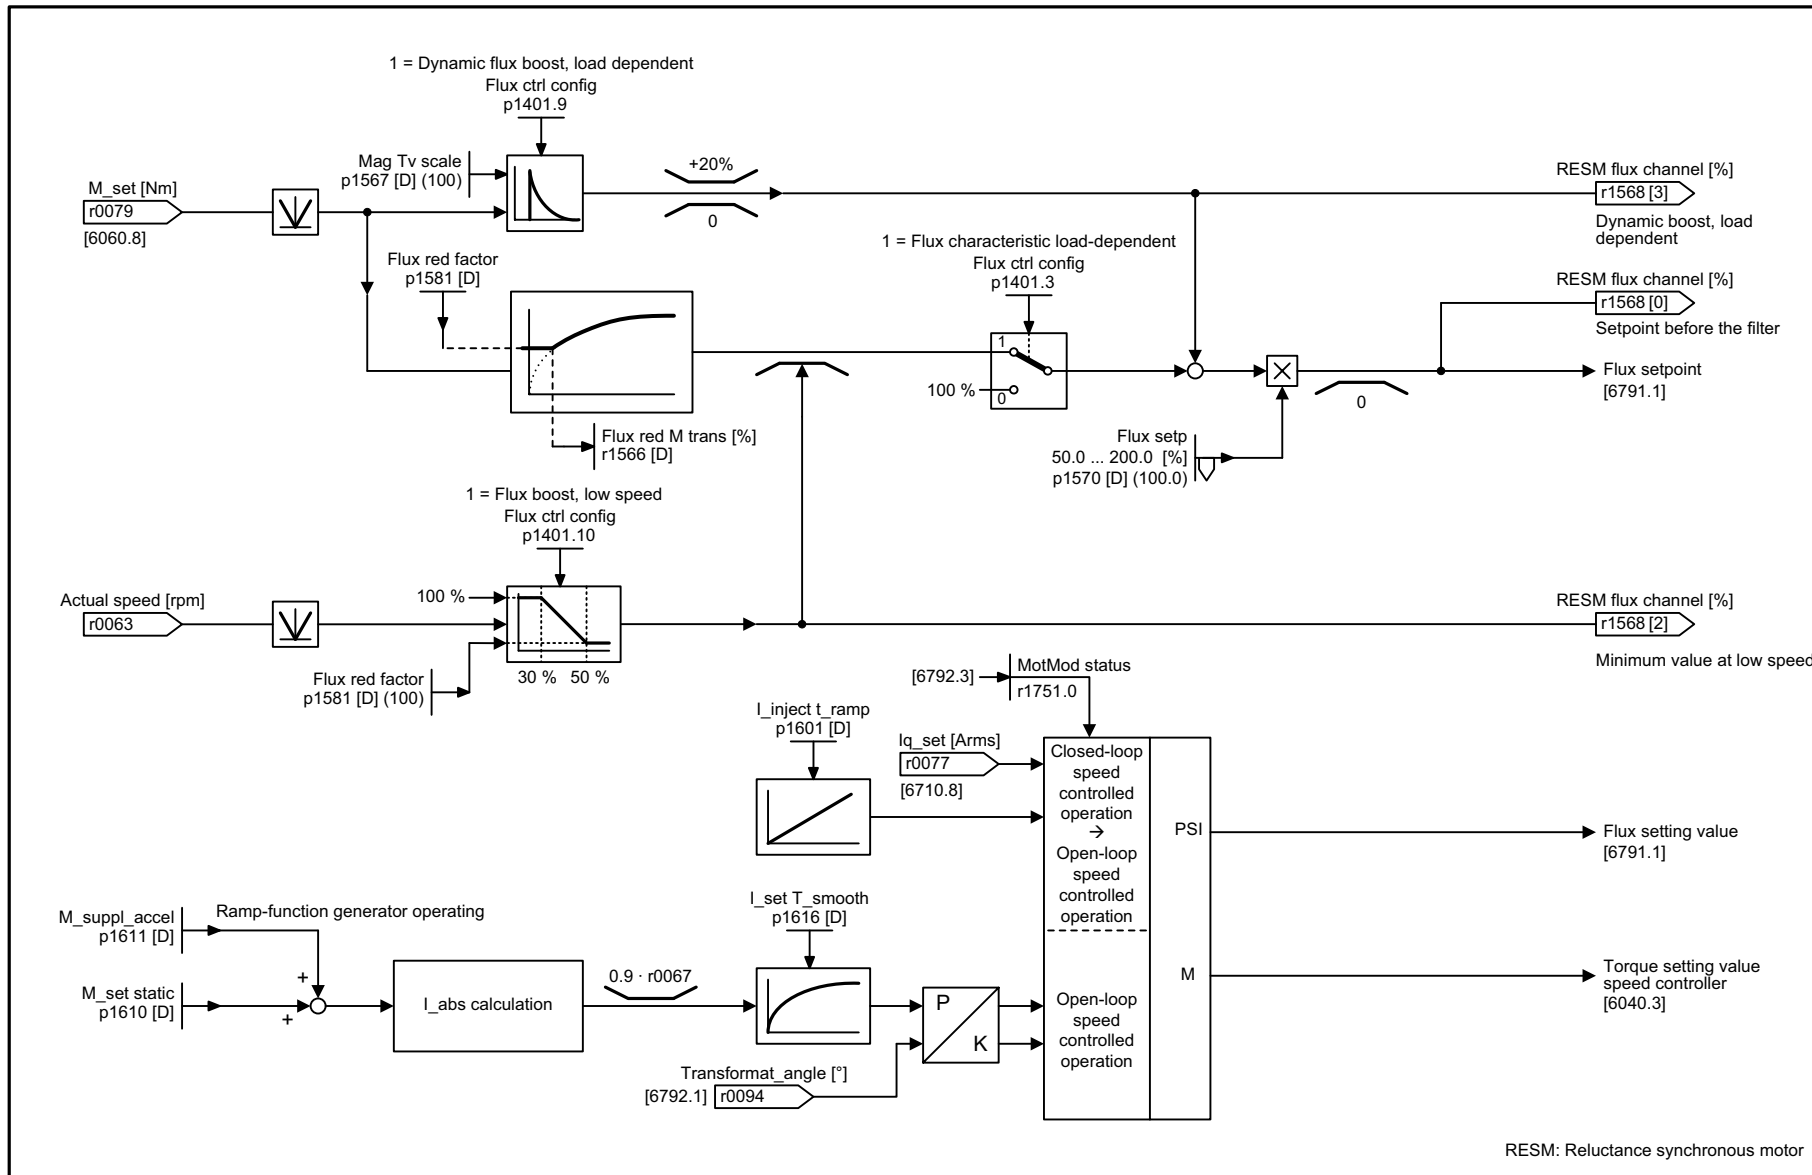 1 = Dynamic flux boost, load dependent
Flux ctrl config
p1401.9
Mag Tv scale
p1567 [D] (100)
+20%
0
M_set [Nm]
r0079
[6060.8]
RESM flux channel [%]
r1568 [3]
Dynamic boost, load
dependent
Flux red factor
p1581 [D]
1 = Flux characteristic load-dependent
Flux ctrl config
p1401.3
1
100 %
0
RESM flux channel [%]
r1568 [0]
Setpoint before the filter
Flux setpoint
[6791.1]
0
Flux red M trans [%]
r1566 [D]
Flux setp
50.0 ... 200.0 [%]
p1570 [D] (100.0)
1 = Flux boost, low speed
Flux ctrl config
p1401.10
100 %
Actual speed [rpm]
r0063
Flux red factor
p1581 [D] (100)
30 % 50 %
RESM flux channel [%]
r1568 [2]
Minimum value at low speed
[6792.3]
MotMod status
r1751.0
I_inject t_ramp
p1601 [D]
Iq_set [Arms]
r0077
[6710.8]
Closed-loop
speed
controlled
operation
→
Open-loop
speed
controlled
operation
Open-loop
speed
controlled
operation
PSI
M
Flux setting value
[6791.1]
Torque setting value
speed controller
[6040.3]
M_suppl_accel
p1611 [D]
Ramp-function generator operating
+
M_set static
p1610 [D]
+
I_abs calculation
0.9 · r0067
I_set T_smooth
p1616 [D]
P
K
Transformat_angle [°]
[6792.1]
r0094
RESM: Reluctance synchronous motor